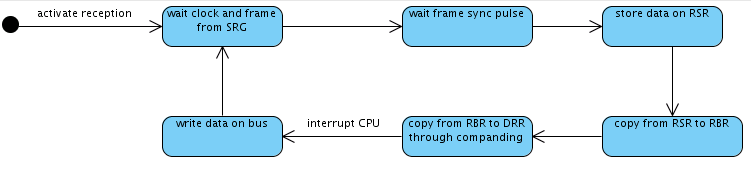 activate reception
wait clock and frame
from SRG
wait frame sync pulse
store data on RSR
copy from RSR to RBR
copy from RBR to DRR
through companding
interrupt CPU
write data on bus